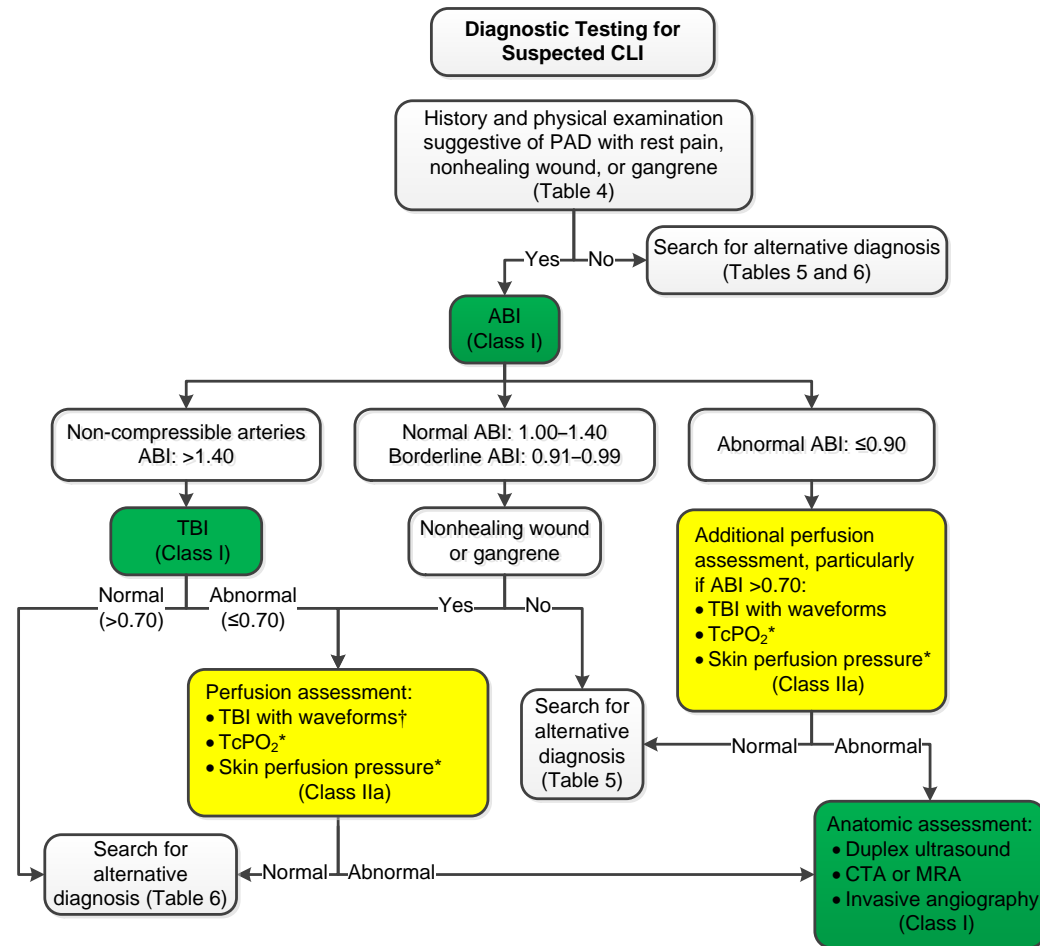 Diagnostic Testing for
Suspected CLI
History and physical examination
suggestive of PAD with rest pain,
nonhealing wound, or gangrene
(Table 4)
Yes
No
Search for alternative diagnosis
(Tables 5 and 6)
ABI
(Class I)
Non-compressible arteries
ABI: >1.40
Normal ABI: 1.00–1.40
Borderline ABI: 0.91–0.99
Abnormal ABI: ≤0.90
TBI
(Class I)
Nonhealing wound
or gangrene
Additional perfusion
assessment, particularly
if ABI >0.70:
• TBI with waveforms
• TcPO₂*
• Skin perfusion pressure*
(Class IIa)
Normal
(>0.70)
Abnormal
(≤0.70)
Yes
No
Perfusion assessment:
• TBI with waveforms†
• TcPO₂*
• Skin perfusion pressure*
(Class IIa)
Search for
alternative
diagnosis
(Table 5)
Normal
Abnormal
Search for
alternative
diagnosis (Table 6)
Normal
Abnormal
Anatomic assessment:
• Duplex ultrasound
• CTA or MRA
• Invasive angiography
(Class I)